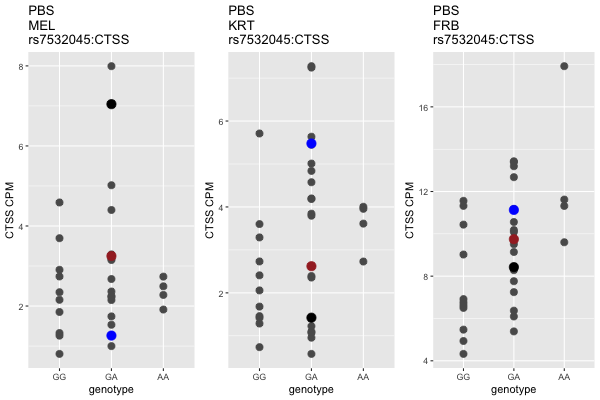 PBS
MEL
rs7532045:CTSS
8
6
4
2
CTSS CPM
GG GA AA
genotype
PBS
KRT
rs7532045:CTSS
6
4
2
CTSS CPM
GG GA AA
genotype
PBS
FRB
rs7532045:CTSS
16
12
8
4
CTSS CPM
GG GA AA
genotype